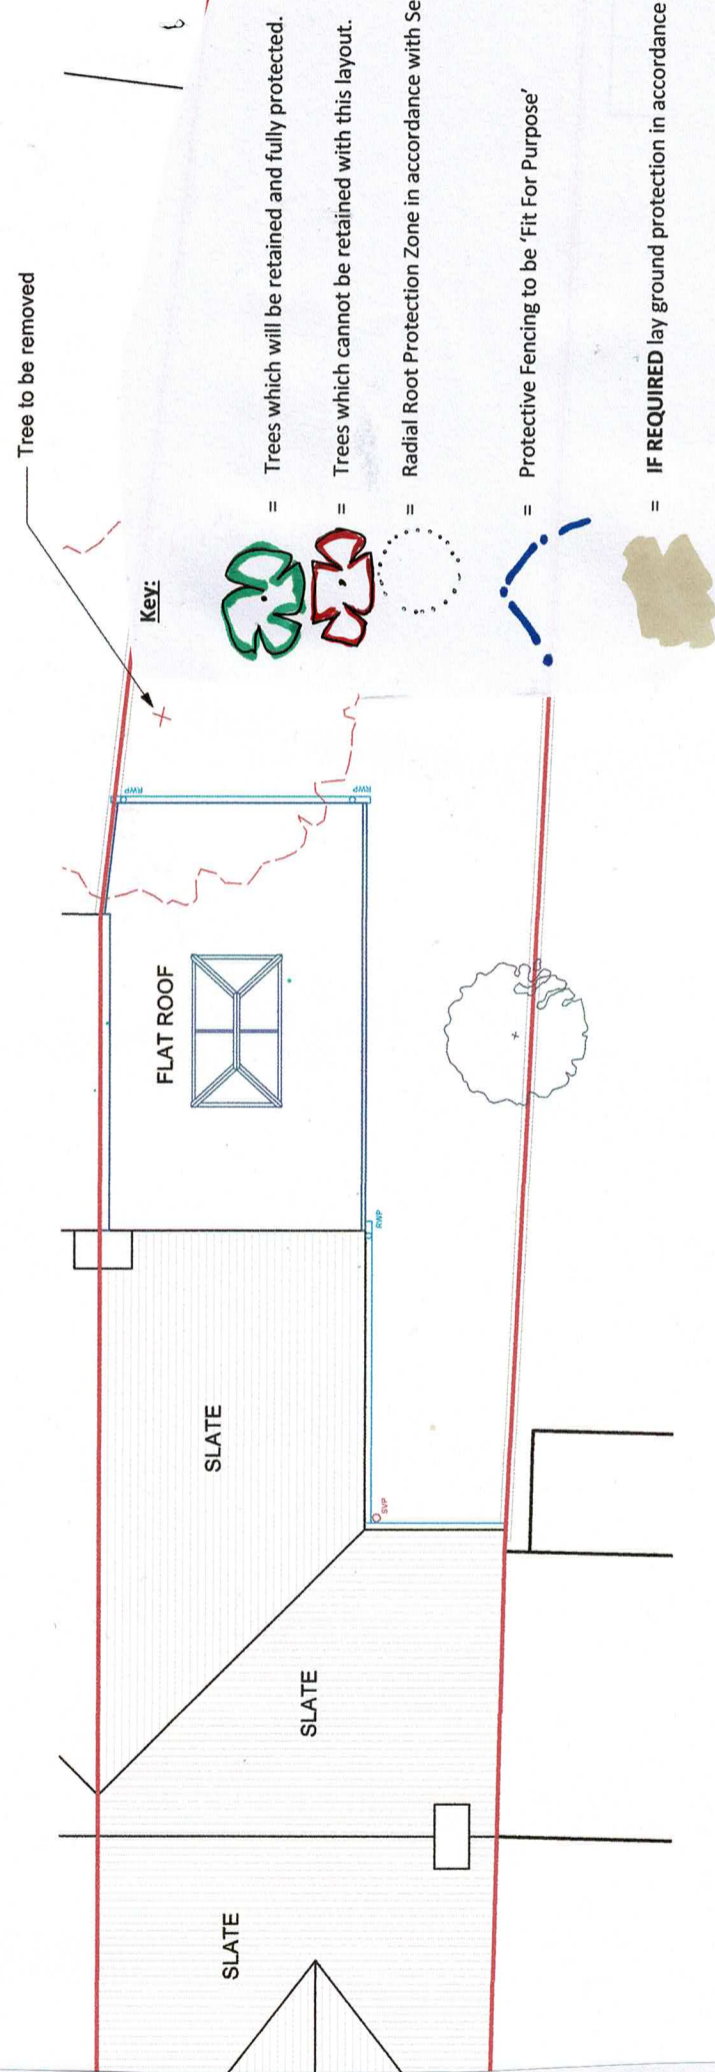 Tree to be removed
Key:
= Trees which will be retained and fully protected.
= Trees which cannot be retained with this layout.
= Radial Root Protection Zone in accordance with Se
= Protective Fencing to be ‘Fit For Purpose’
= IF REQUIRED lay ground protection in accordance
RWP
RWP
FLAT ROOF
RWP
SLATE
SVP
SLATE
SLATE